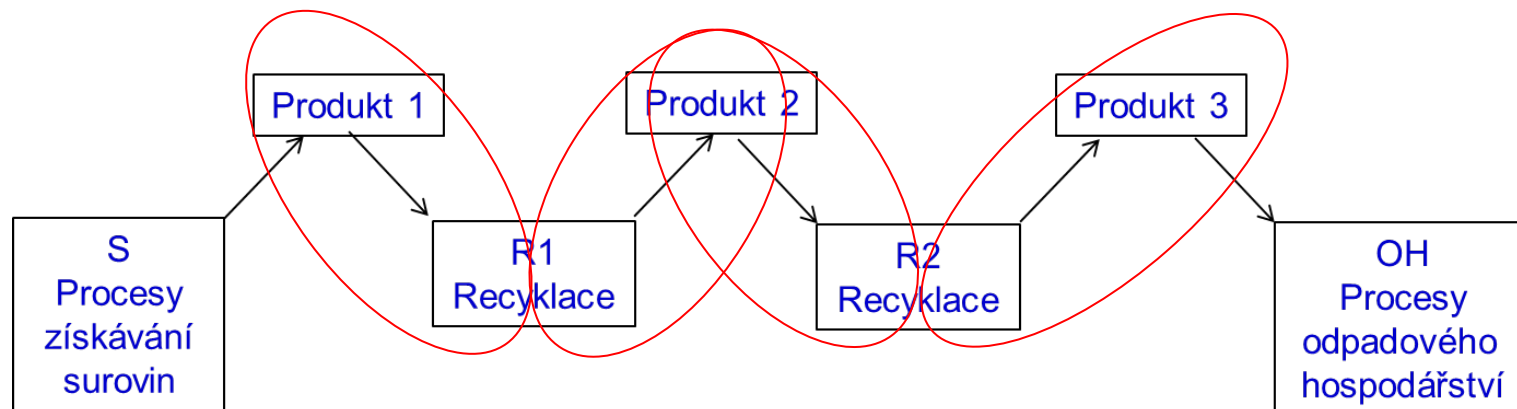 Produkt 1
Produkt 2
Produkt 3
S
Procesy
získávání
surovin
R1
Recyklace
R2
Recyklace
OH
Procesy
odpadového
hospodářství